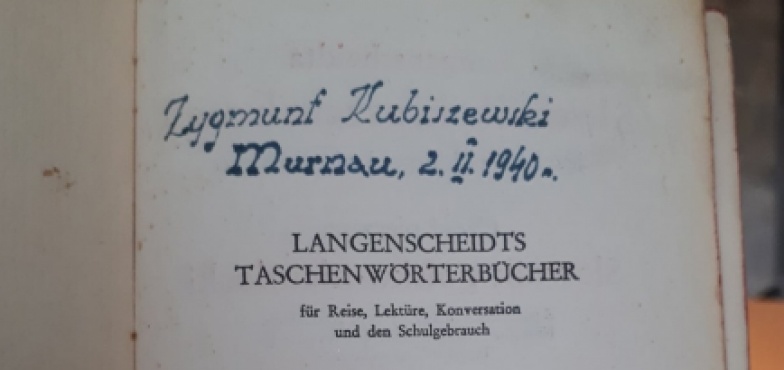 Zygmunt Kubiszewski
Murnau, 2. II. 1940 r.
LANGENSCHEIDTS
TASCHENWÖRTERBÜCHER
für Reise, Lektüre, Konversation
und den Schulgebrauch